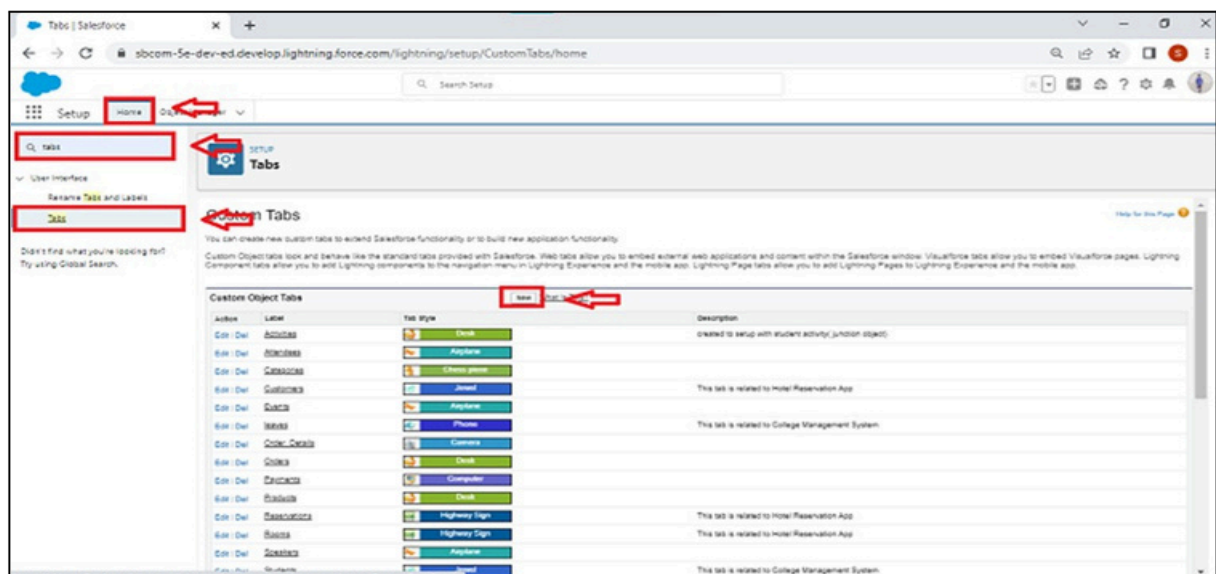 Tabs | Salesforce
sbcom-5e-dev-ed.develop.lightning.force.com/lightning/setup/CustomTabs/home
S
Search Setup
Setup Home
tabs
User Interface
Rename Tabs and Labels
Tabs
Didn't find what you're looking for?
Try using Global Search.
SETUP
Tabs
Custom Tabs
Help for this Page
You can create new custom tabs to extend Salesforce functionality or to build new application functionality.
Custom Object tabs look and behave like the standard tabs provided with Salesforce. Web tabs allow you to embed external web applications and content within the Salesforce window. Visualforce tabs allow you to embed Visualforce pages. Lightning
Component tabs allow you to add Lightning components to the navigation menu in Lightning Experience and the mobile app. Lightning Page tabs allow you to add Lightning Pages to Lightning Experience and the mobile app.
Custom Object Tabs New
Action Label Tab Style Description
Edit | Del Activities Desk created to setup with student activity( junction object)
Edit | Del Attendees Airplane
Edit | Del Categories Chess piece
Edit | Del Customers Jewel This tab is related to Hotel Reservation App
Edit | Del Events Airplane
Edit | Del leaves Phone This tab is related to College Management System
Edit | Del Order_Details Camera
Edit | Del Orders Desk
Edit | Del Payments Computer
Edit | Del Products Desk
Edit | Del Reservations Highway Sign This tab is related to Hotel Reservation App
Edit | Del Rooms Highway Sign This tab is related to Hotel Reservation App
Edit | Del Speakers Airplane
Edit | Del Students Jewel This tab is related to College Management System